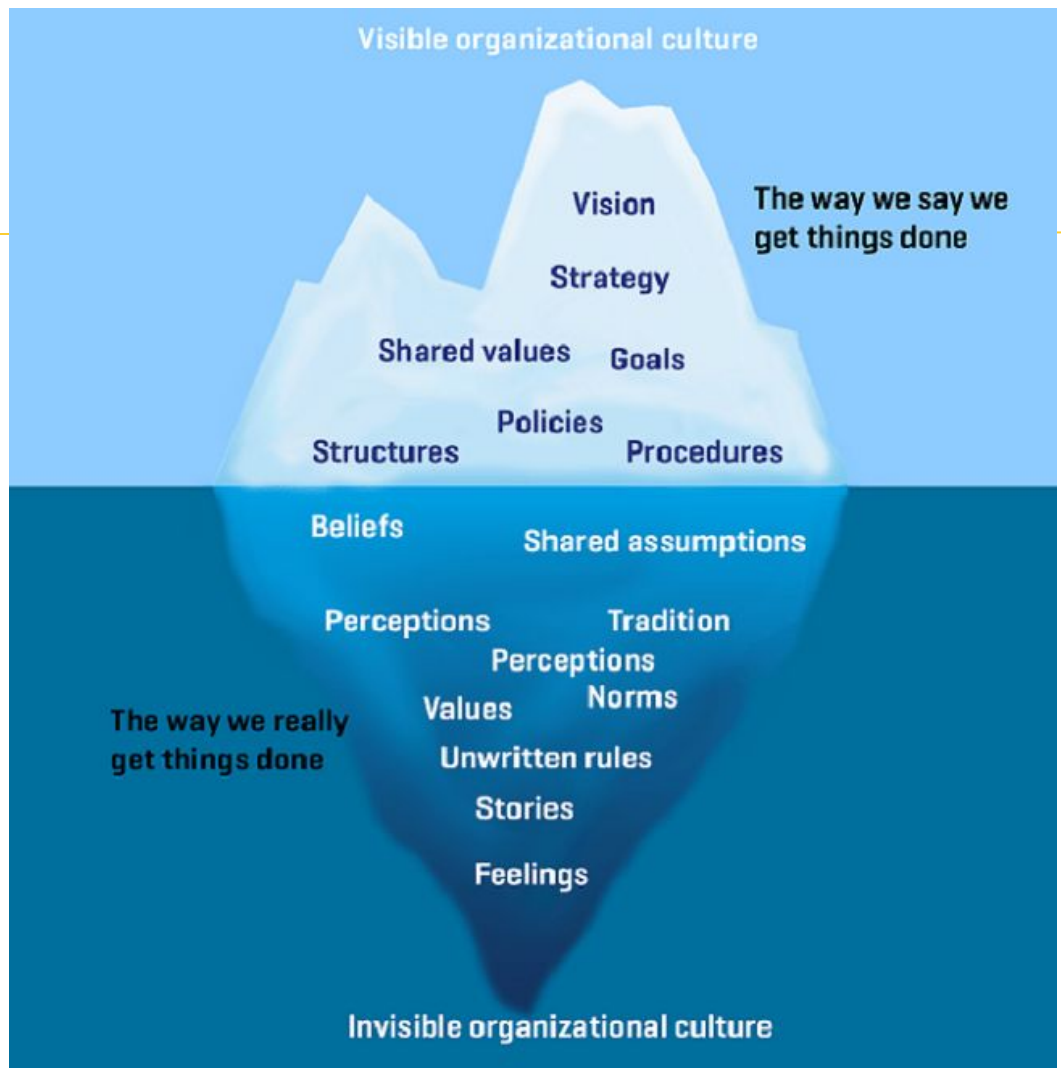 Visible organizational culture
Vision
The way we say we
get things done
Strategy
Shared values
Goals
Policies
Structures
Procedures
Beliefs
Shared assumptions
Perceptions
Tradition
Perceptions
Norms
Values
The way we really
get things done
Unwritten rules
Stories
Feelings
Invisible organizational culture